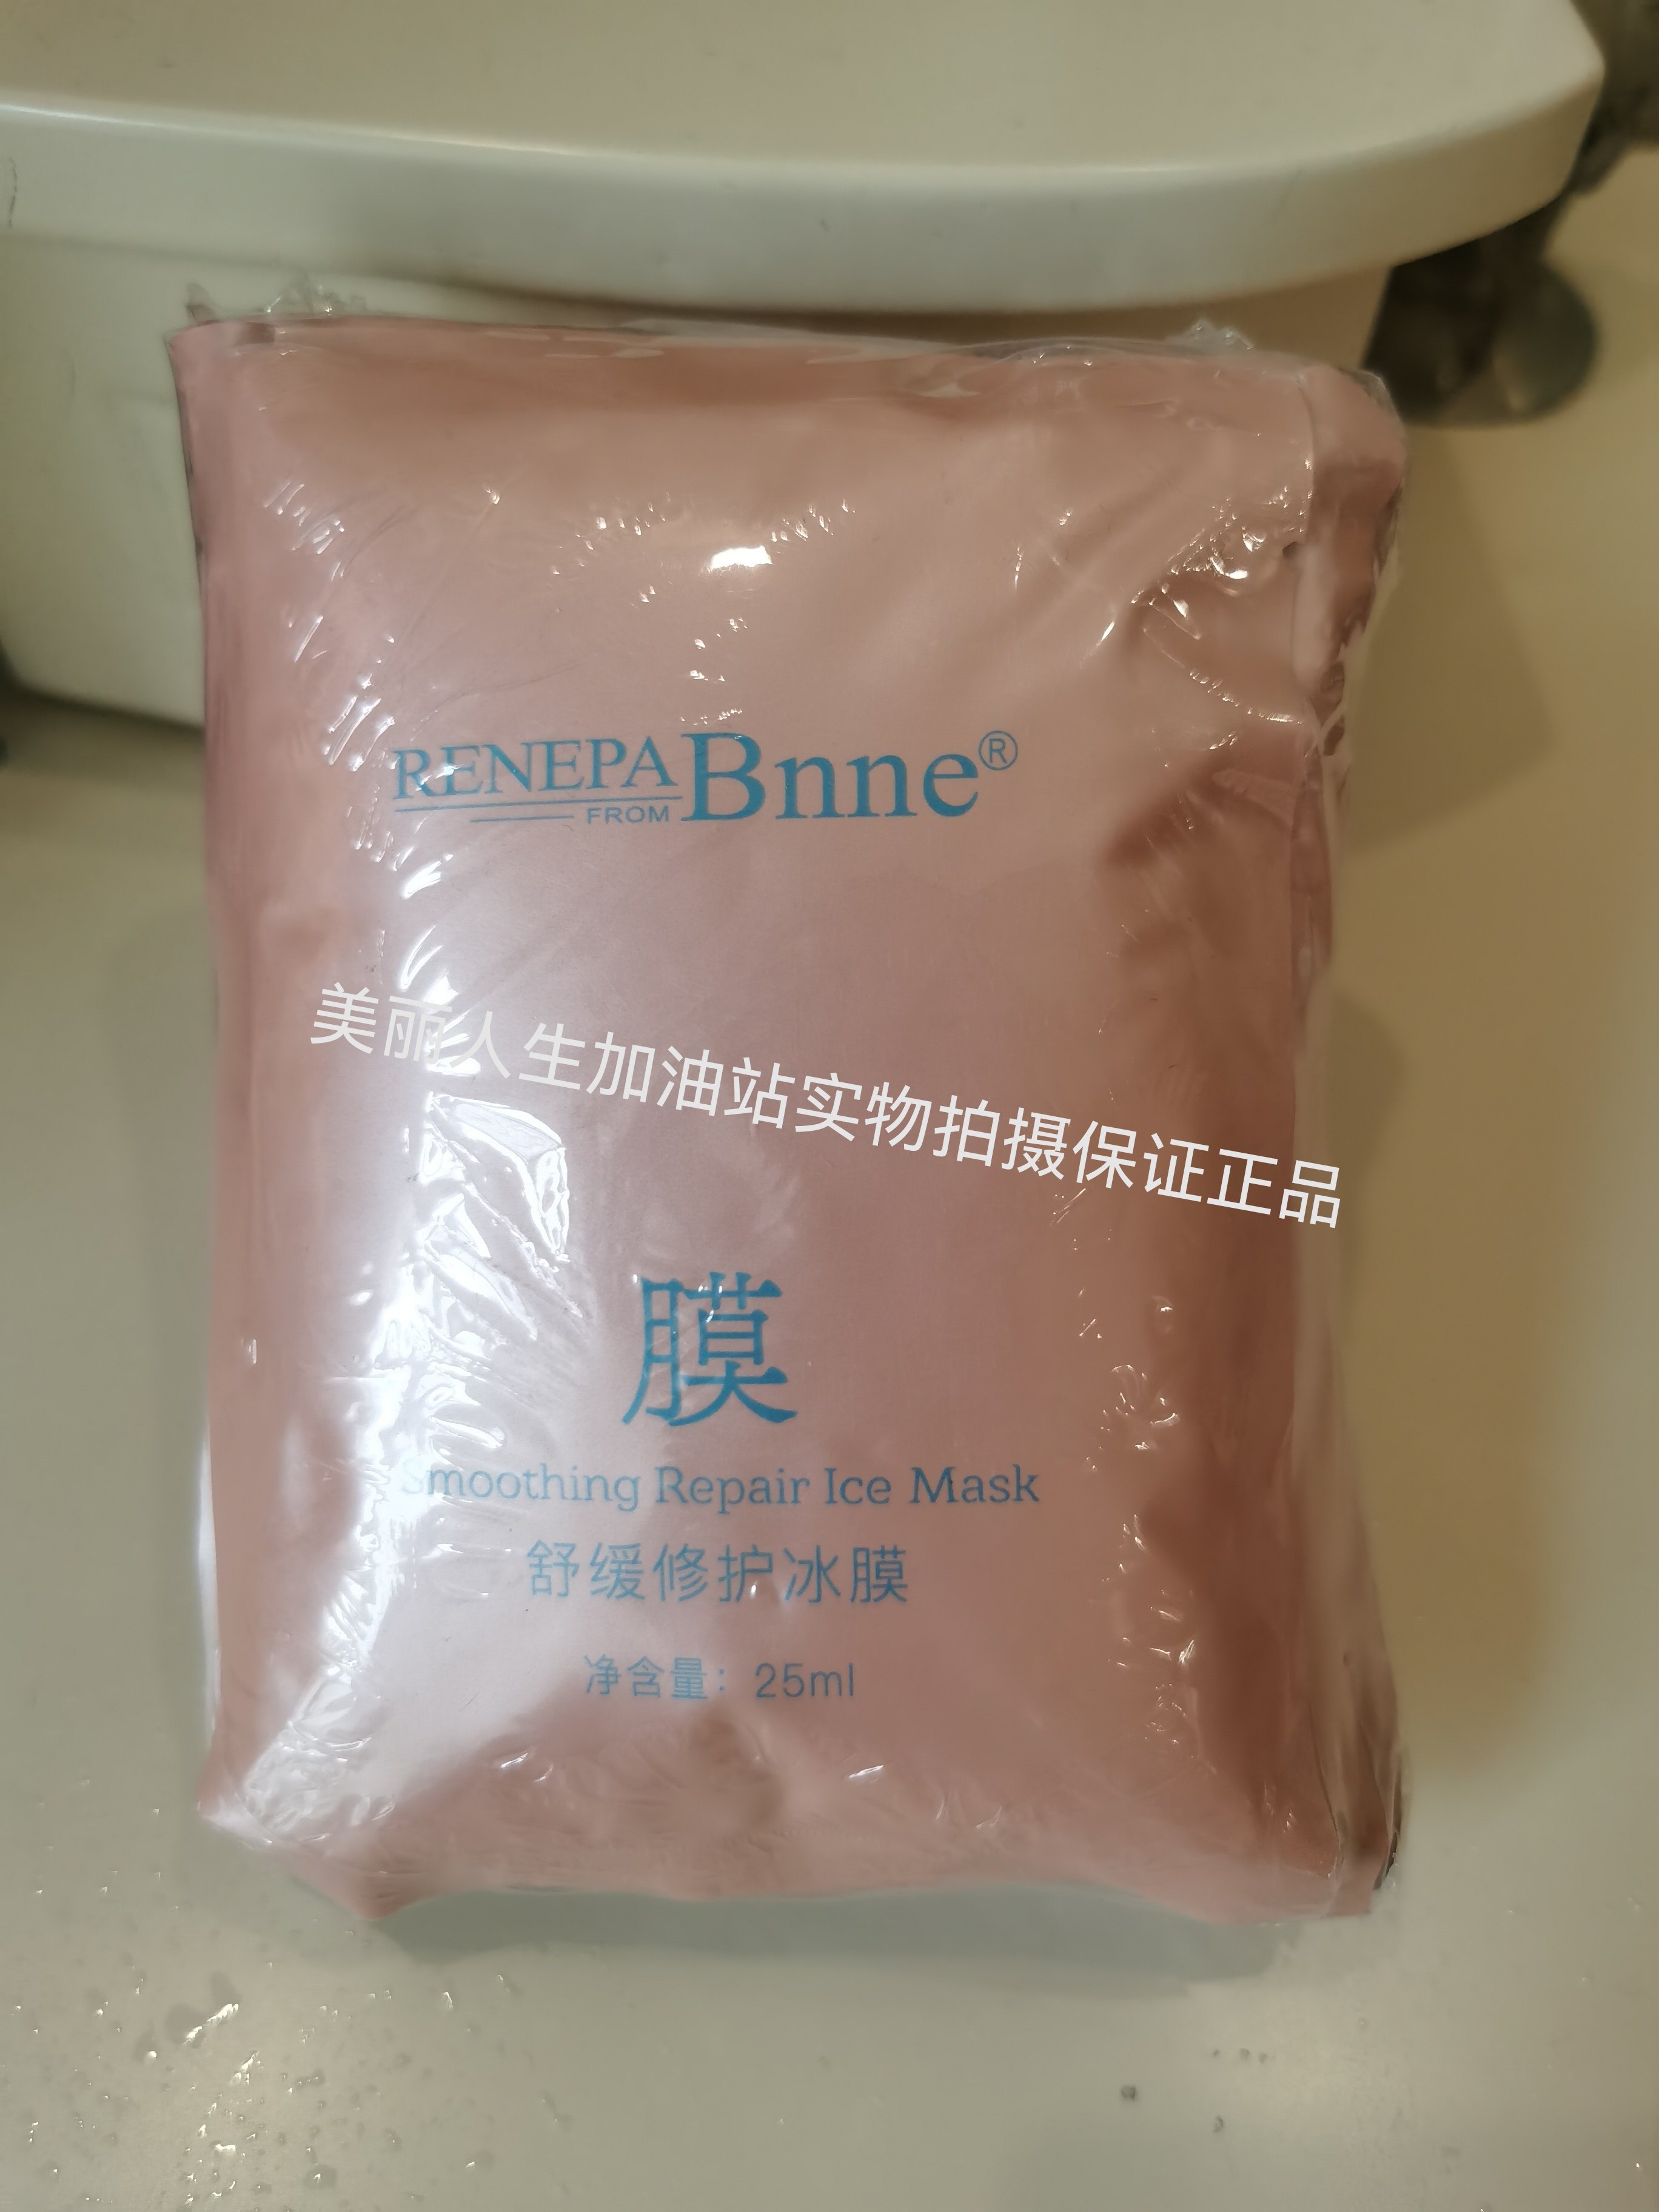 RENEPA Bnne®
FROM
美丽人生加油站实物拍摄保证正品
膜
Smoothing Repair Ice Mask
舒缓修护冰膜
净含量：25ml